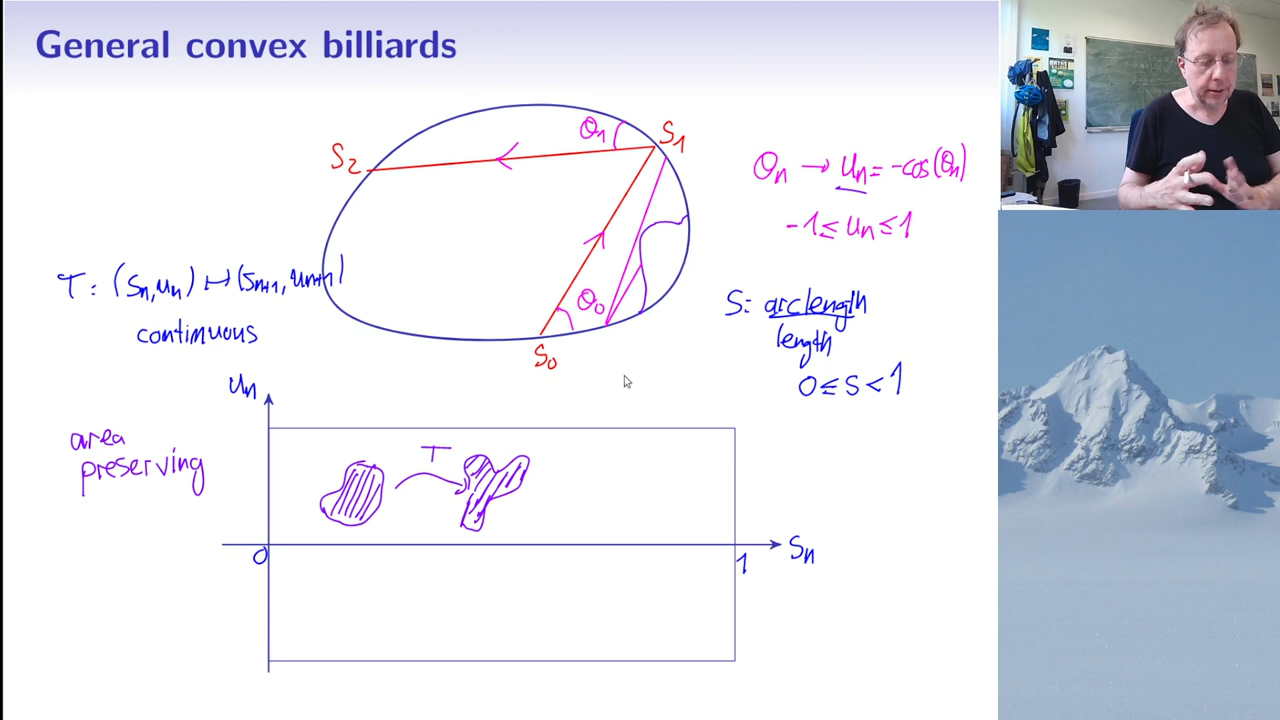 General convex billiards
S2
θ1
S1
θ0
S0
θn → un = -cos(θn)
-1 ≤ un ≤ 1
T: (Sn,un) ↦ (Sn+1, un+1)
continuous
S: arclength
length
0 ≤ S < 1
un
area
preserving
T
0
1
Sn